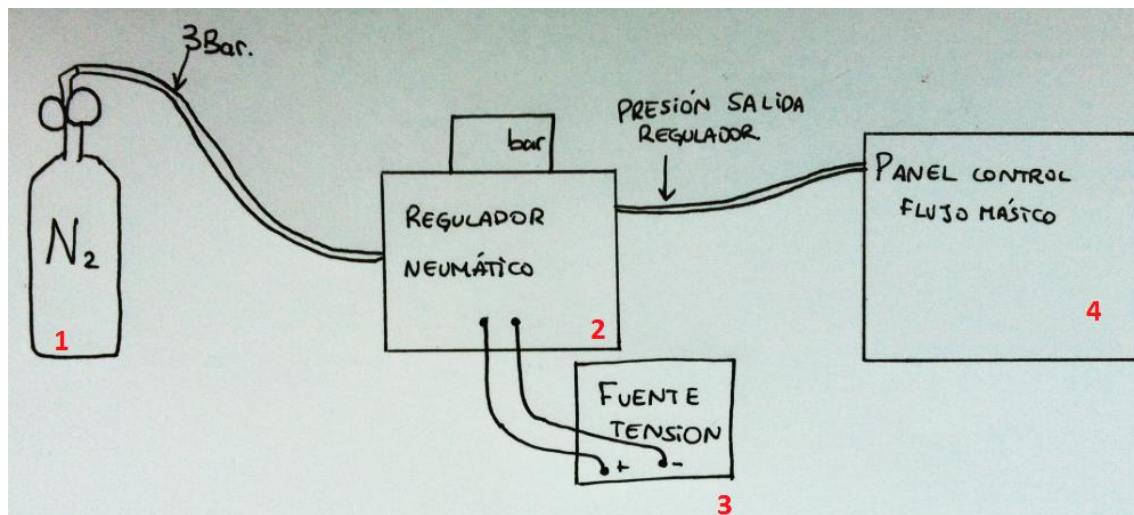 3Bar.
N2
1
bar
REGULADOR
NEUMÁTICO
2
PRESIÓN SALIDA
REGULADOR
PANEL CONTROL
FLUJO MÁSICO
4
FUENTE
TENSION
+ -
3